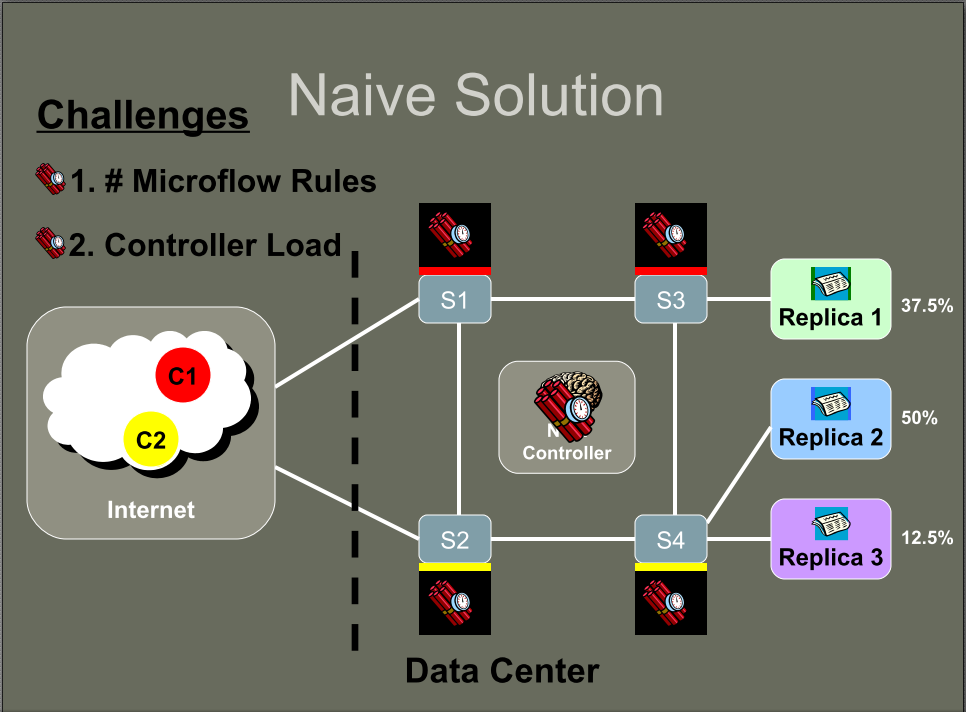 Naive Solution
Challenges
1. # Microflow Rules
2. Controller Load
S1
S3
Replica 1
37.5%
C1
C2
Internet
Controller
Replica 2
50%
S2
S4
Replica 3
12.5%
Data Center